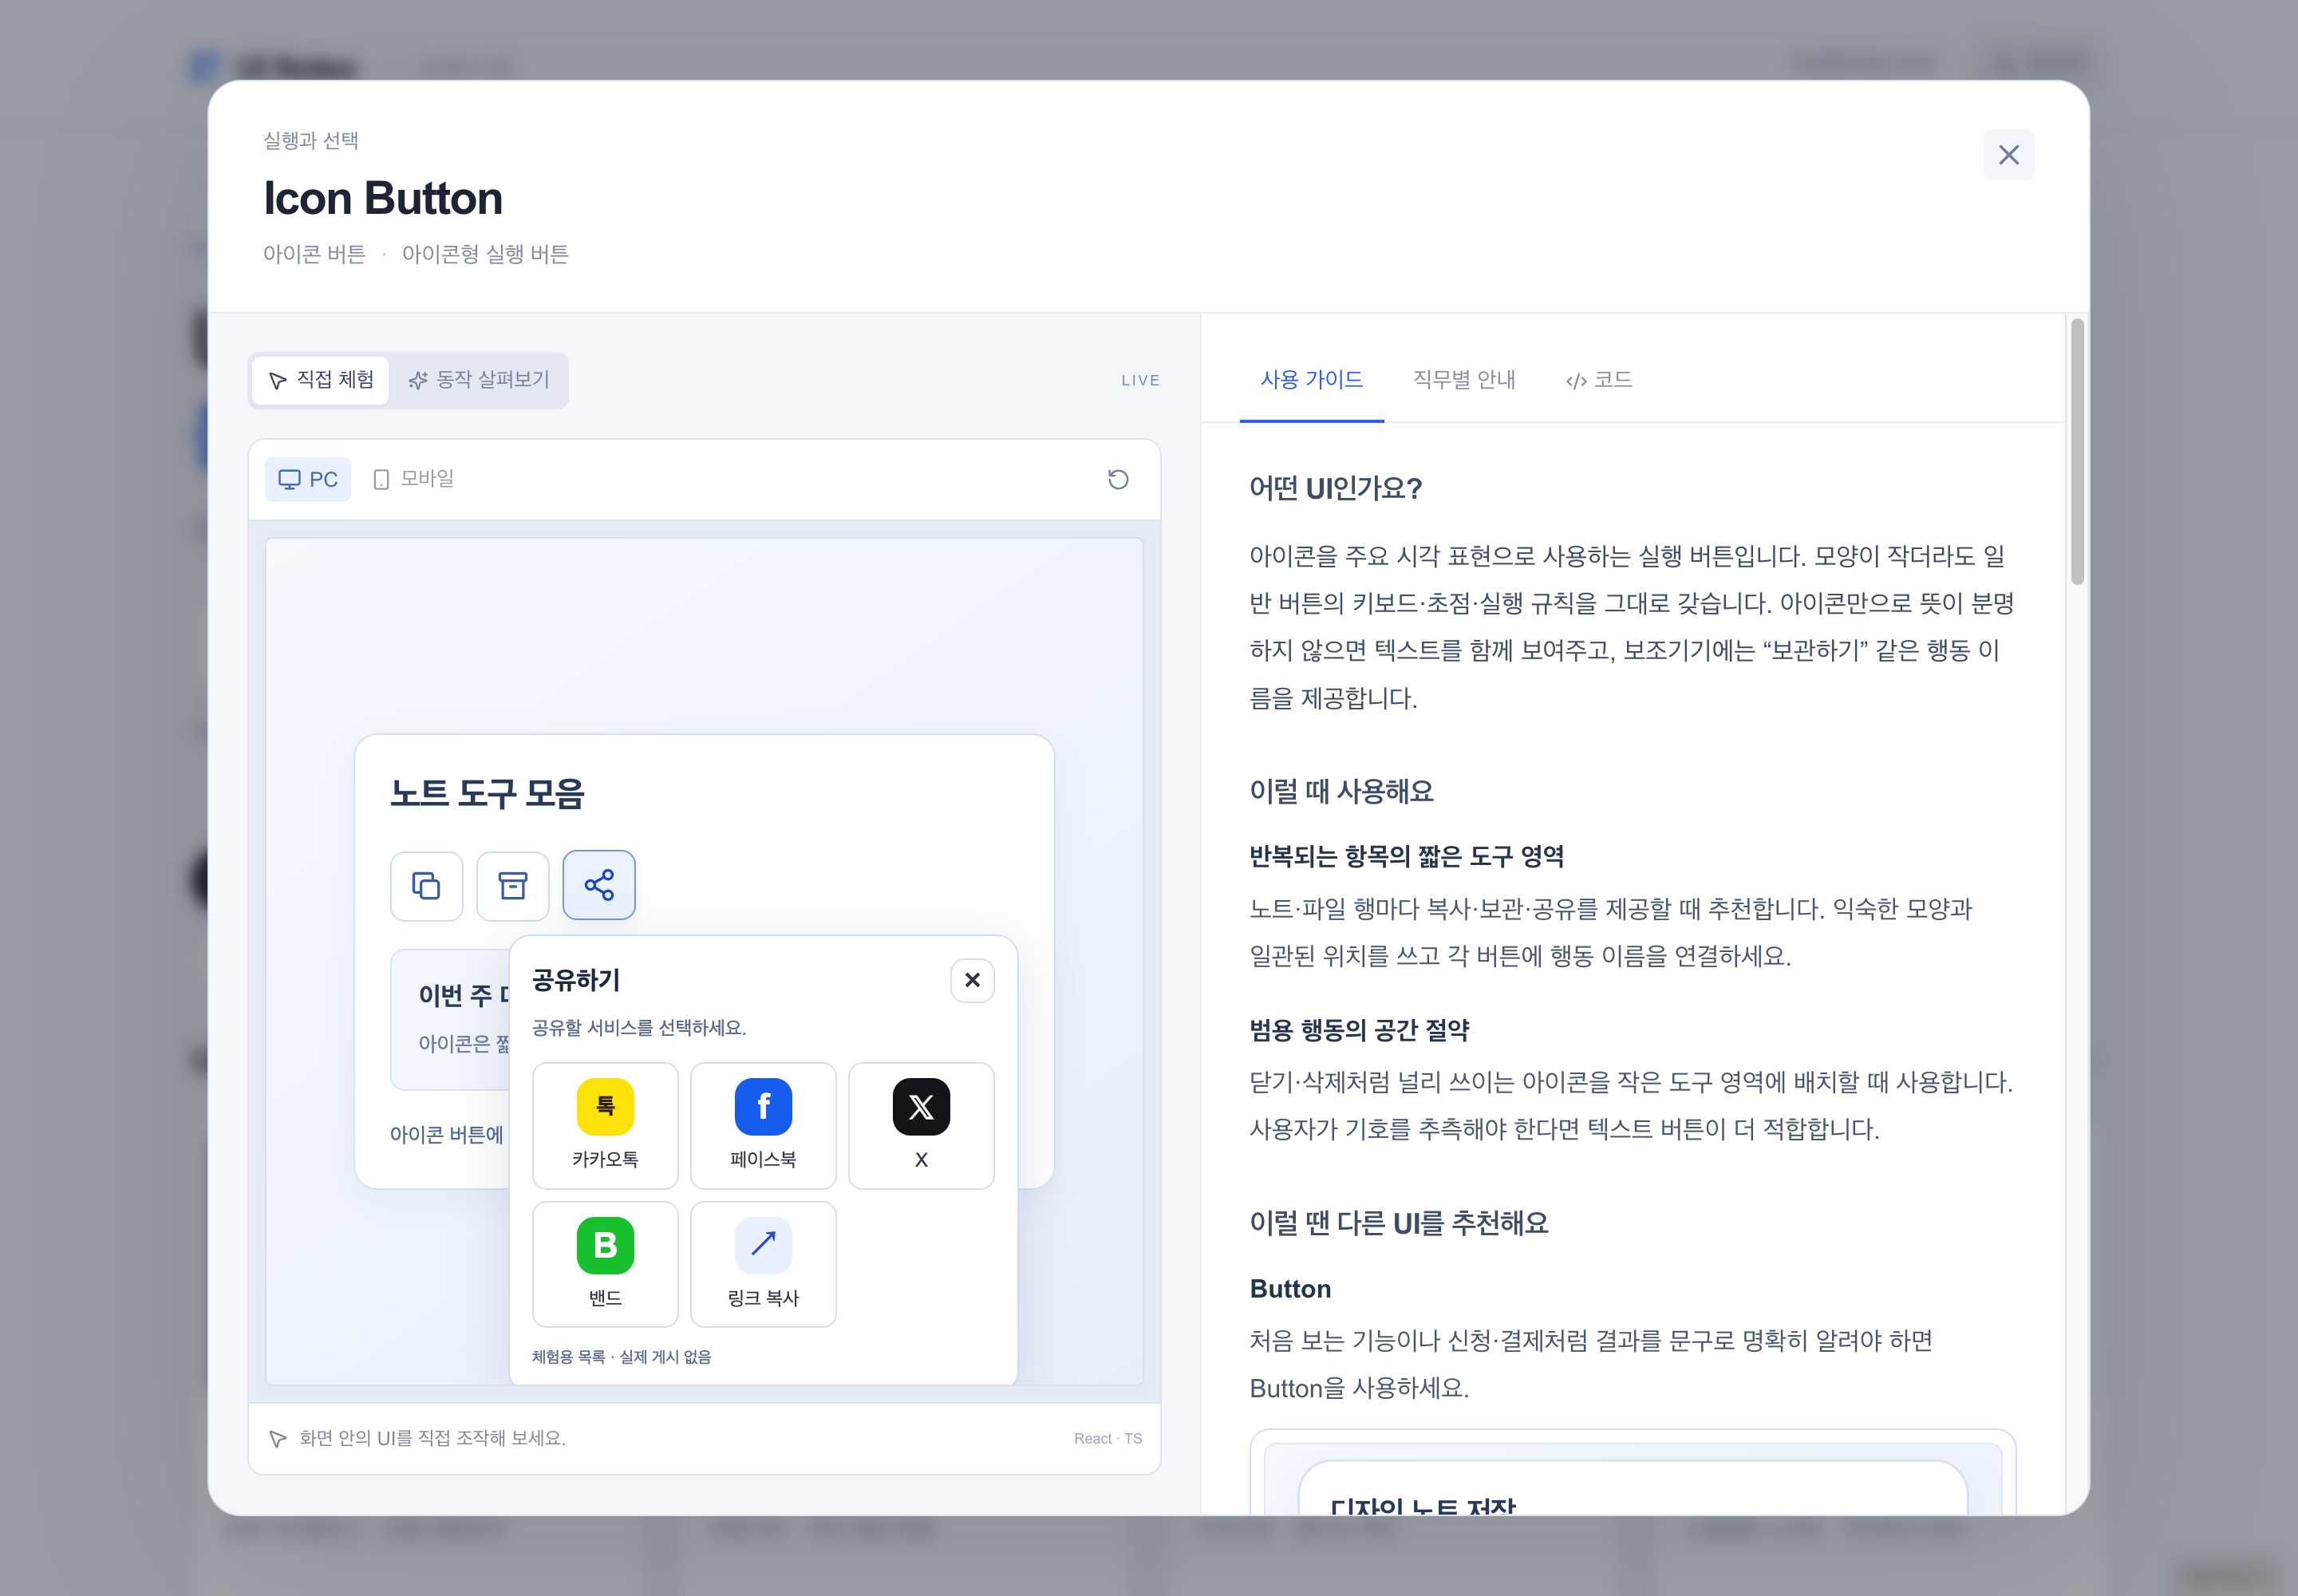 실행과 선택
Icon Button
아이콘 버튼 · 아이콘형 실행 버튼
직접 체험
동작 살펴보기
LIVE
PC
모바일
노트 도구 모음
이번 주
아이콘은 짧
아이콘 버튼에
공유하기
공유할 서비스를 선택하세요.
톡
카카오톡
f
페이스북
X
B
밴드
링크 복사
체험용 목록 · 실제 게시 없음
화면 안의 UI를 직접 조작해 보세요.
React · TS
사용 가이드
직무별 안내
코드
어떤 UI인가요?
아이콘을 주요 시각 표현으로 사용하는 실행 버튼입니다. 모양이 작더라도 일
반 버튼의 키보드·초점·실행 규칙을 그대로 갖습니다. 아이콘만으로 뜻이 분명
하지 않으면 텍스트를 함께 보여주고, 보조기기에는 “보관하기” 같은 행동 이
름을 제공합니다.
이럴 때 사용해요
반복되는 항목의 짧은 도구 영역
노트·파일 행마다 복사·보관·공유를 제공할 때 추천합니다. 익숙한 모양과
일관된 위치를 쓰고 각 버튼에 행동 이름을 연결하세요.
범용 행동의 공간 절약
닫기·삭제처럼 널리 쓰이는 아이콘을 작은 도구 영역에 배치할 때 사용합니다.
사용자가 기호를 추측해야 한다면 텍스트 버튼이 더 적합합니다.
이럴 땐 다른 UI를 추천해요
Button
처음 보는 기능이나 신청·결제처럼 결과를 문구로 명확히 알려야 하면
Button을 사용하세요.
디자인 노트 저장